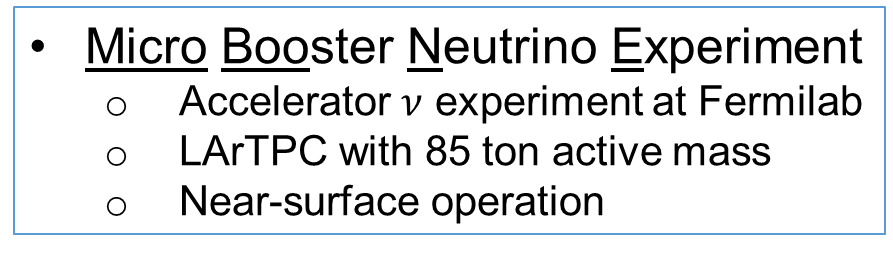 • Micro Booster Neutrino Experiment
o Accelerator ν experiment at Fermilab
o LArTPC with 85 ton active mass
o Near-surface operation